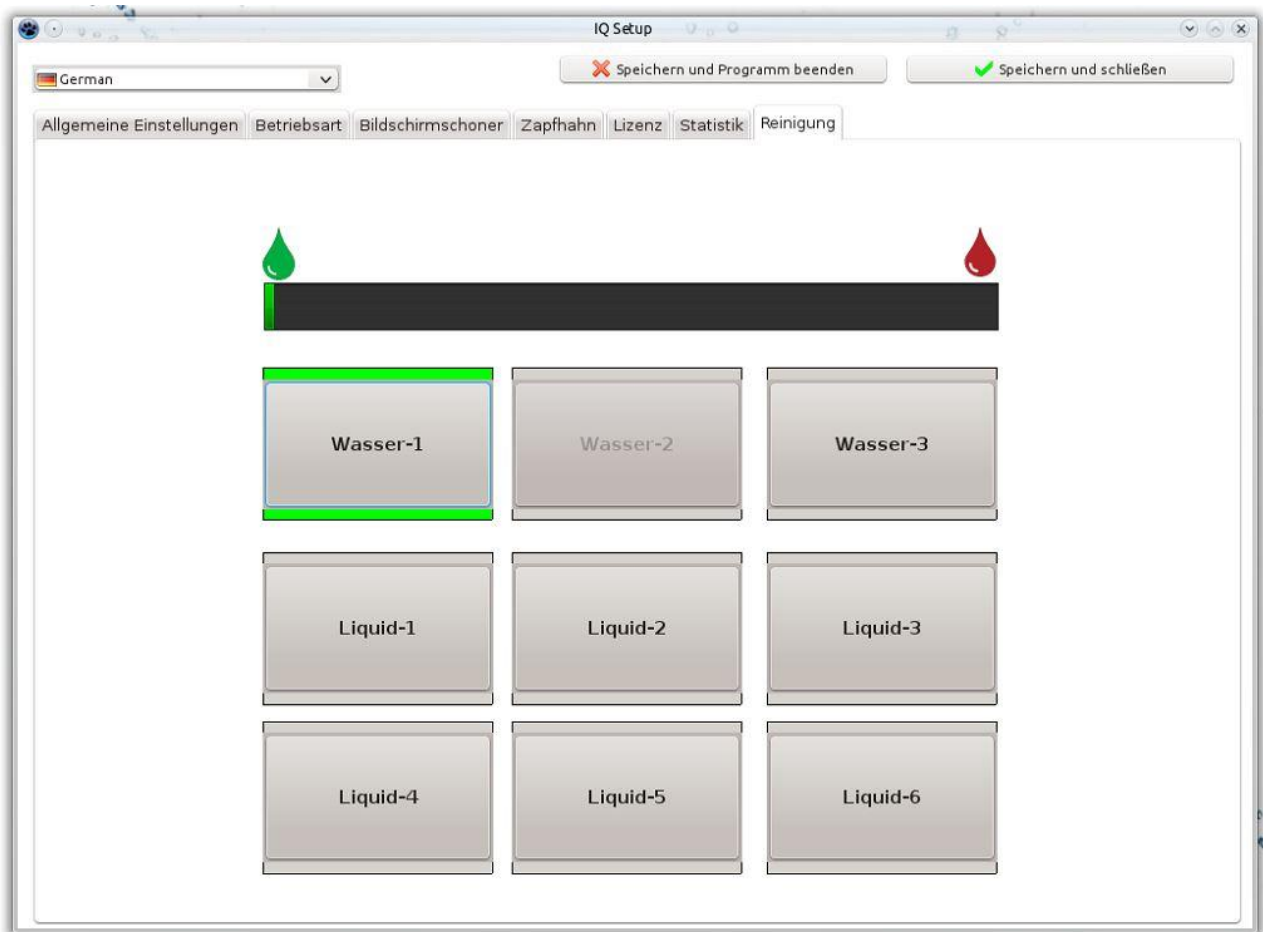 IQ Setup
German
Speichern und Programm beenden
Speichern und schließen
Allgemeine Einstellungen Betriebsart Bildschirmschoner Zapfhahn Lizenz Statistik Reinigung
Wasser-1 Wasser-2 Wasser-3
Liquid-1 Liquid-2 Liquid-3
Liquid-4 Liquid-5 Liquid-6